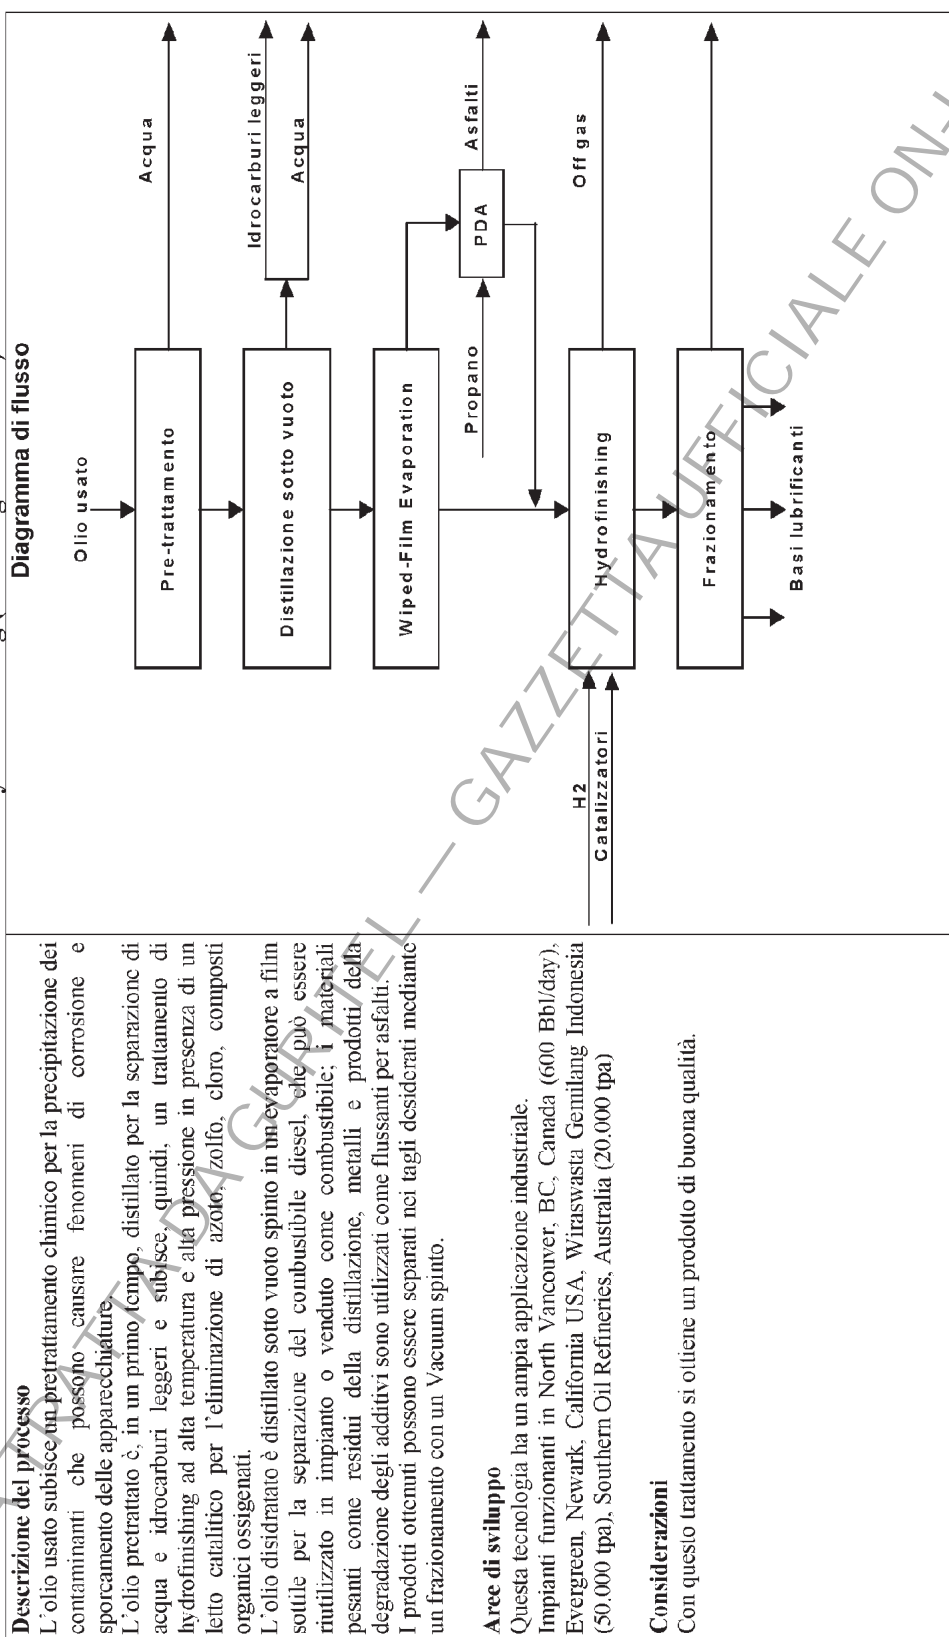 Descrizione del processo
L'olio usato subisce un pretrattamento chimico per la precipitazione dei
contaminanti che possono causare fenomeni di corrosione e
sporcamento delle apparecchiature.
L'olio pretrattato è, in un primo tempo, distillato per la separazione di
acqua e idrocarburi leggeri e subisce, quindi, un trattamento di
hydrofinishing ad alta temperatura e alta pressione in presenza di un
letto catalitico per l'eliminazione di azoto, zolfo, cloro, composti
organici ossigenati.
L'olio disidratato è distillato sotto vuoto spinto in un evaporatore a film
sottile per la separazione del combustibile diesel, che può essere
riutilizzato in impianto o venduto come combustibile; i materiali
pesanti come residui della distillazione, metalli e prodotti della
degradazione degli additivi sono utilizzati come flussanti per asfalti.
I prodotti ottenuti possono essere separati nei tagli desiderati mediante
un frazionamento con un Vacuum spinto.
Aree di sviluppo
Questa tecnologia ha un ampia applicazione industriale.
Impianti funzionanti in North Vancouver, BC, Canada (600 Bbl/day),
Evergreen, Newark, California USA, Wiraswasta Gemilang Indonesia
(50.000 tpa), Southern Oil Refineries, Australia (20.000 tpa)
Considerazioni
Con questo trattamento si ottiene un prodotto di buona qualità.
Diagramma di flusso
Olio usato
Pre-trattamento
Acqua
Distillazione sotto vuoto
Idrocarburi leggeri
Acqua
Wiped-Film Evaporation
Propano
PDA
Asfalti
H2
Catalizzatori
Hydrofinishing
Off gas
Frazionamento
Basi lubrificanti
TRATTA DA GURITEL — GAZZETTA UFFICIALE ON-